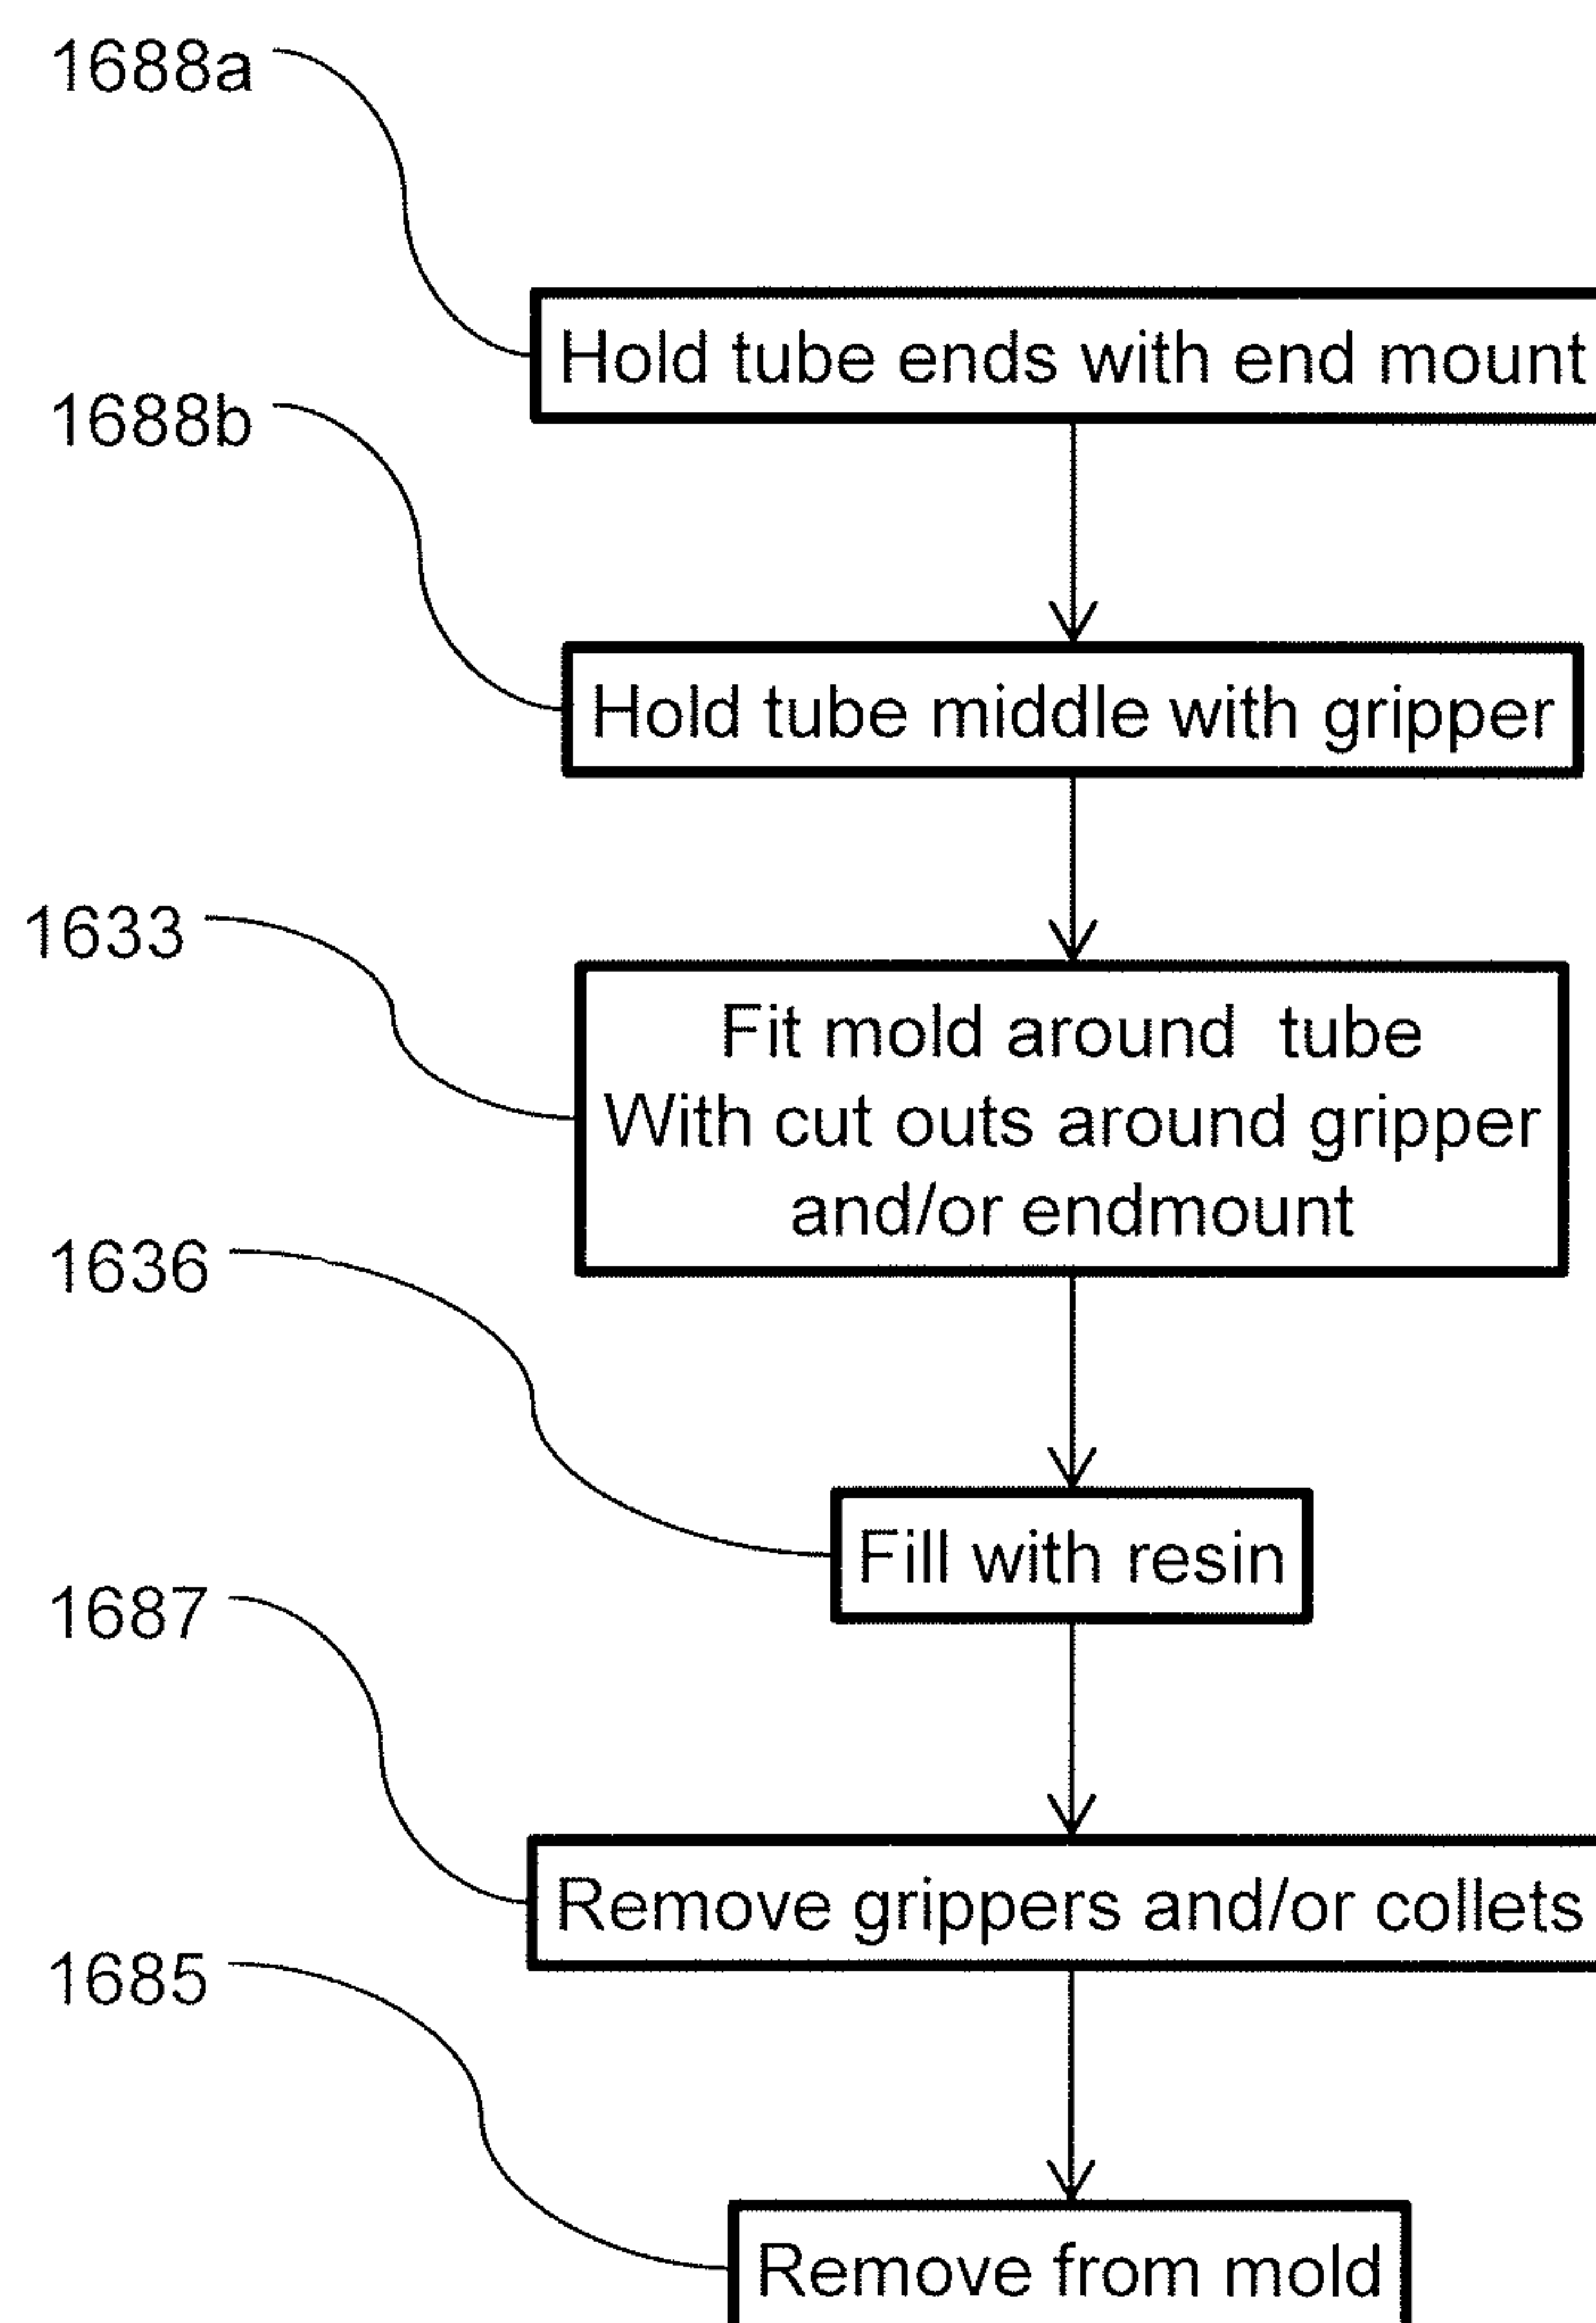 1688a
Hold tube ends with end mount
1688b
Hold tube middle with gripper
1633
Fit mold around tube
With cut outs around gripper
and/or endmount
1636
Fill with resin
1687
Remove grippers and/or collets
1685
Remove from mold